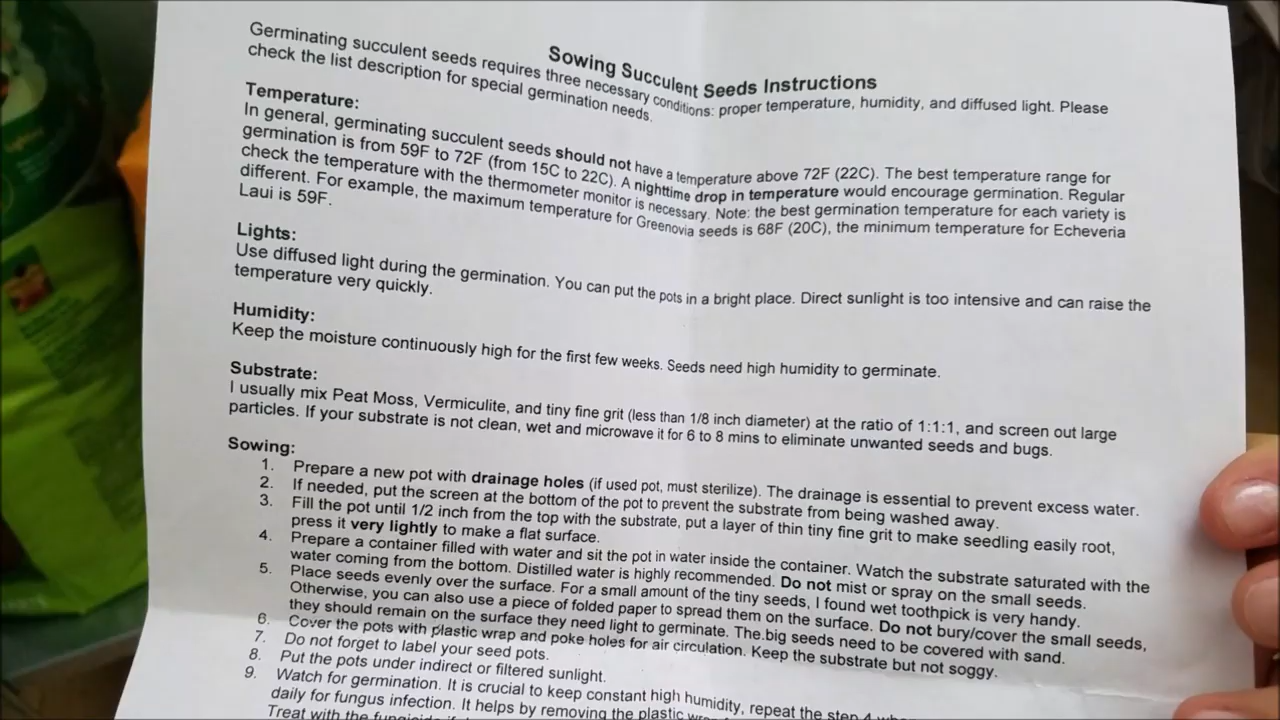 Sowing Succulent Seeds Instructions
Germinating succulent seeds requires three necessary conditions: proper temperature, humidity, and diffused light. Please
check the list description for special germination needs.
Temperature:
In general, germinating succulent seeds should not have a temperature above 72F (22C). The best temperature range for
germination is from 59F to 72F (from 15C to 22C). A nighttime drop in temperature would encourage germination. Regular
check the temperature with the thermometer monitor is necessary. Note: the best germination temperature for each variety is
different. For example, the maximum temperature for Greenovia seeds is 68F (20C), the minimum temperature for Echeveria
Laui is 59F.
Lights:
Use diffused light during the germination. You can put the pots in a bright place. Direct sunlight is too intensive and can raise the
temperature very quickly.
Humidity:
Keep the moisture continuously high for the first few weeks. Seeds need high humidity to germinate.
Substrate:
I usually mix Peat Moss, Vermiculite, and tiny fine grit (less than 1/8 inch diameter) at the ratio of 1:1:1, and screen out large
particles. If your substrate is not clean, wet and microwave it for 6 to 8 mins to eliminate unwanted seeds and bugs.
Sowing:
1. Prepare a new pot with drainage holes (if used pot, must sterilize). The drainage is essential to prevent excess water.
2. If needed, put the screen at the bottom of the pot to prevent the substrate from being washed away.
3. Fill the pot until 1/2 inch from the top with the substrate, put a layer of thin tiny fine grit to make seedling easily root,
press it very lightly to make a flat surface.
4. Prepare a container filled with water and sit the pot in water inside the container. Watch the substrate saturated with the
water coming from the bottom. Distilled water is highly recommended. Do not mist or spray on the small seeds.
5. Place seeds evenly over the surface. For a small amount of the tiny seeds, I found wet toothpick is very handy.
Otherwise, you can also use a piece of folded paper to spread them on the surface. Do not bury/cover the small seeds,
they should remain on the surface they need light to germinate. The big seeds need to be covered with sand.
6. Cover the pots with plastic wrap and poke holes for air circulation. Keep the substrate but not soggy.
7. Do not forget to label your seed pots.
8. Put the pots under indirect or filtered sunlight.
9. Watch for germination. It is crucial to keep constant high humidity, repeat the step 4
daily for fungus infection. It helps by removing the plastic
Treat with the fungicide